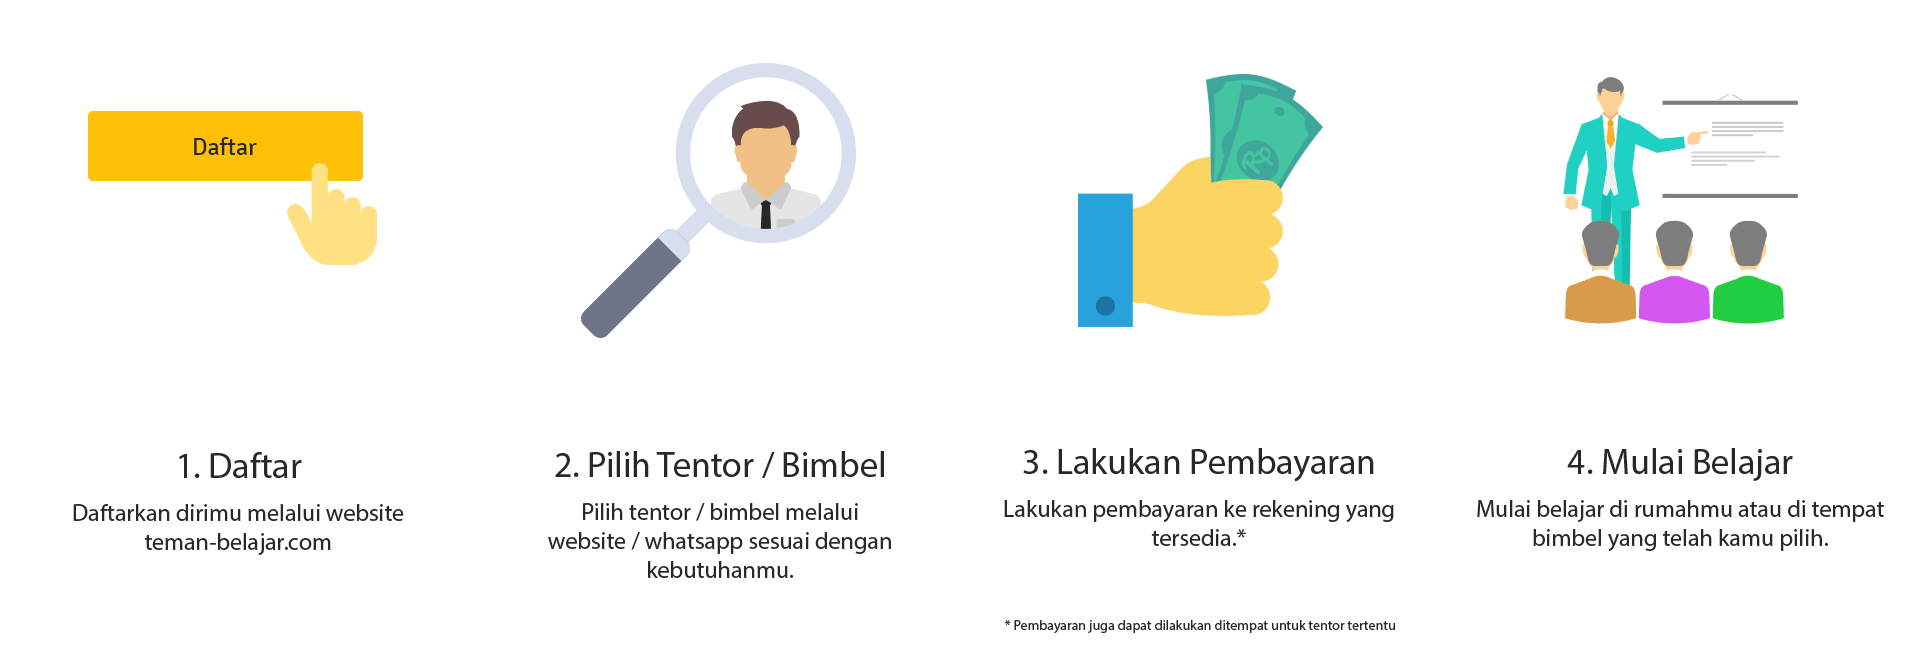 Daftar
1. Daftar
Daftarkan dirimu melalui website
teman-belajar.com
2. Pilih Tentor / Bimbel
Pilih tentor / bimbel melalui
website / whatsapp sesuai dengan
kebutuhanmu.
3. Lakukan Pembayaran
Lakukan pembayaran ke rekening yang
tersedia.*
* Pembayaran juga dapat dilakukan ditempat untuk tentor tertentu
4. Mulai Belajar
Mulai belajar di rumahmu atau di tempat
bimbel yang telah kamu pilih.